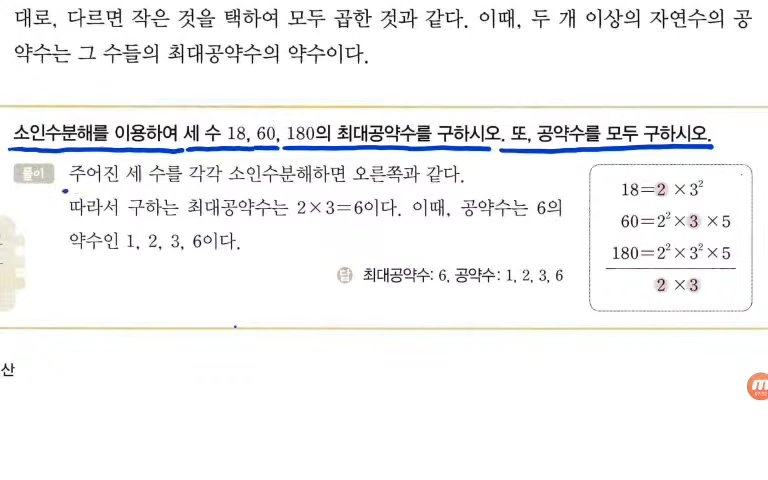 대로, 다르면 작은 것을 택하여 모두 곱한 것과 같다. 이때, 두 개 이상의 자연수의 공
약수는 그 수들의 최대공약수의 약수이다.
소인수분해를 이용하여 세 수 18, 60, 180의 최대공약수를 구하시오. 또, 공약수를 모두 구하시오.
풀이 주어진 세 수를 각각 소인수분해하면 오른쪽과 같다.
따라서 구하는 최대공약수는 2×3=6이다. 이때, 공약수는 6의
약수인 1, 2, 3, 6이다.
답 최대공약수: 6, 공약수: 1, 2, 3, 6
18=2 ×3²
60=2²×3 ×5
180=2²×3²×5
2 ×3
산